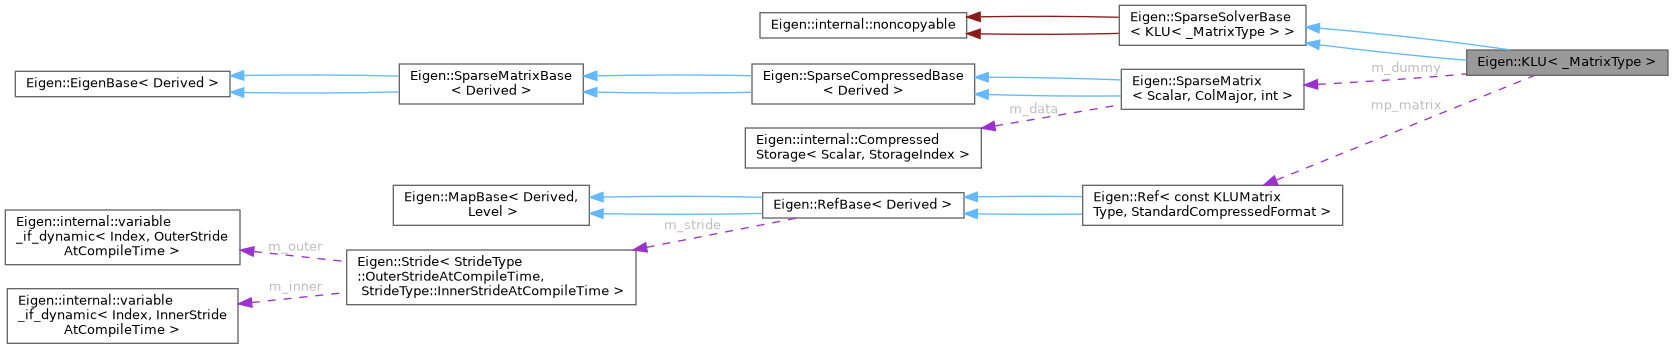 Eigen::internal::noncopyable
Eigen::SparseSolverBase
< KLU< _MatrixType > >
Eigen::KLU< _MatrixType >
m_dummy
Eigen::EigenBase< Derived >
Eigen::SparseMatrixBase
< Derived >
Eigen::SparseCompressedBase
< Derived >
Eigen::SparseMatrix
< Scalar, ColMajor, int >
m_data
mp_matrix
Eigen::internal::Compressed
Storage< Scalar, StorageIndex >
Eigen::MapBase< Derived,
Level >
Eigen::RefBase< Derived >
Eigen::Ref< const KLUMatrix
Type, StandardCompressedFormat >
m_stride
Eigen::internal::variable
_if_dynamic< Index, OuterStride
AtCompileTime >
m_outer
Eigen::Stride< StrideType
::OuterStrideAtCompileTime,
StrideType::InnerStrideAtCompileTime >
m_inner
Eigen::internal::variable
_if_dynamic< Index, InnerStride
AtCompileTime >